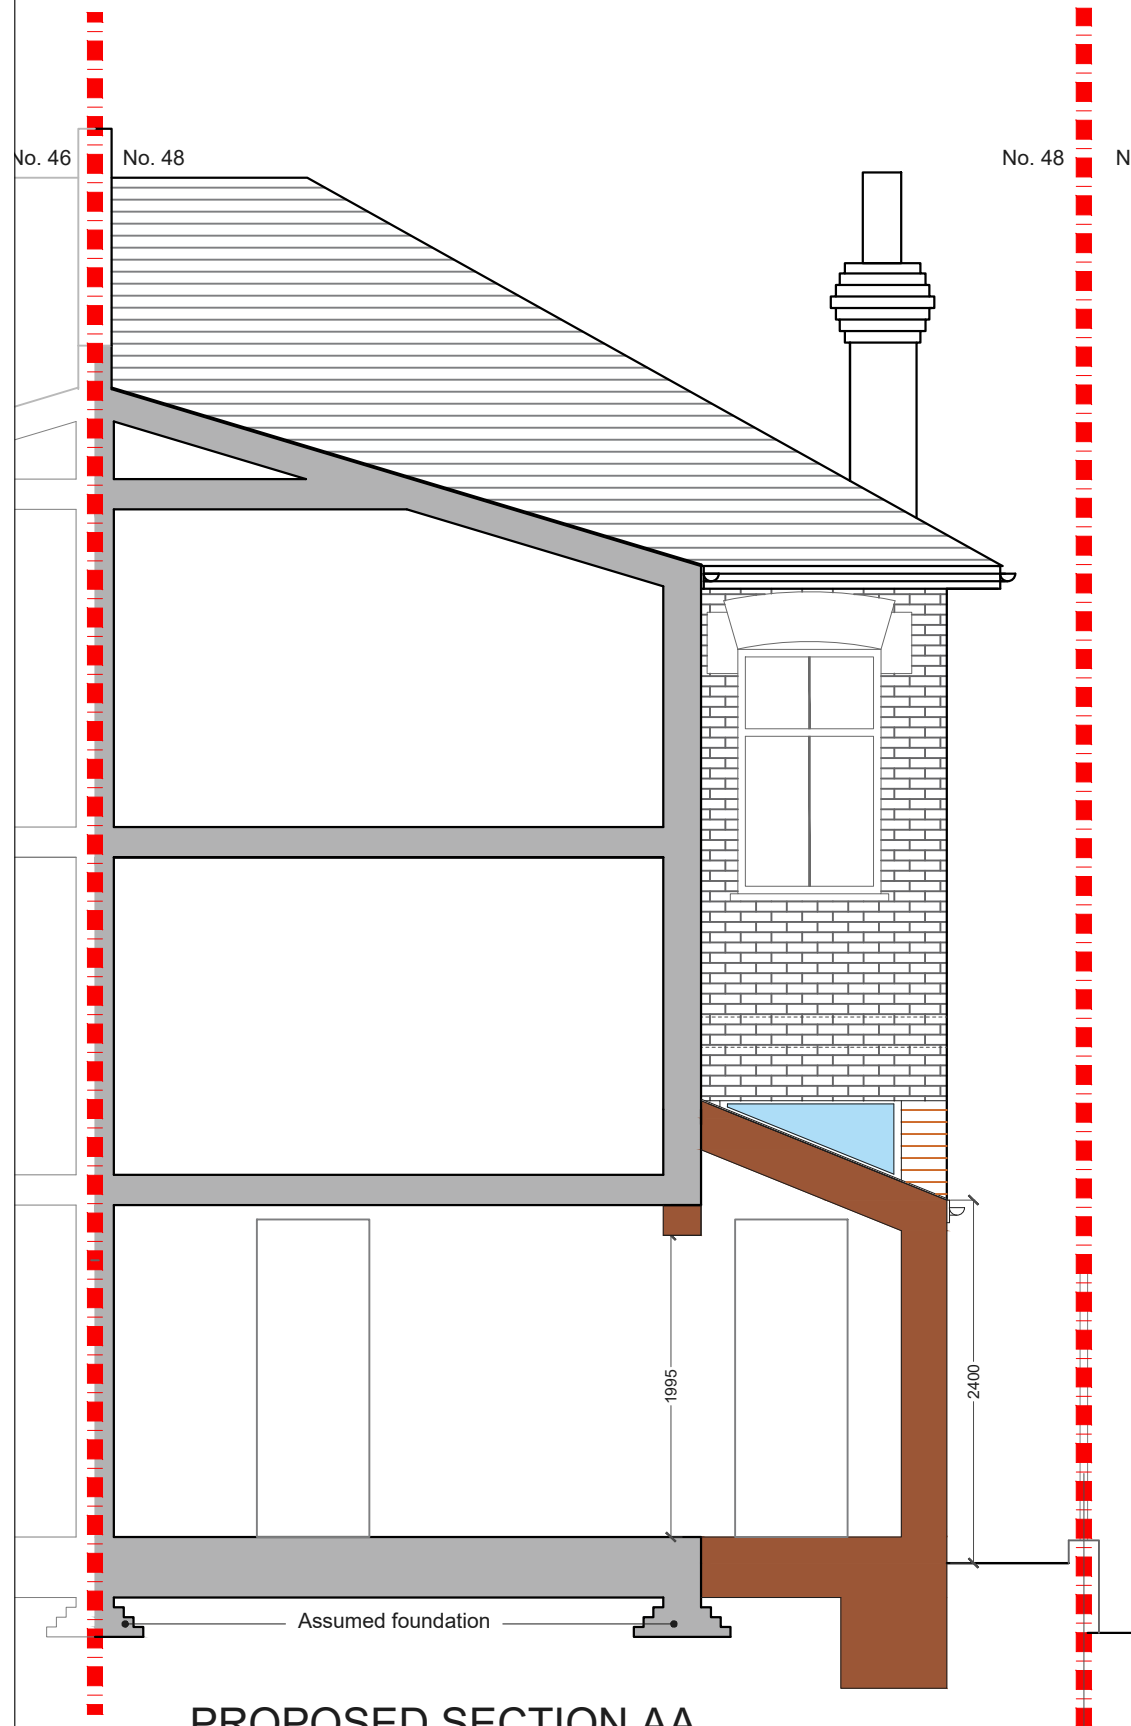 No. 46
No. 48
No. 48
N
1995
2400
Assumed foundation
PROPOSED SECTION AA